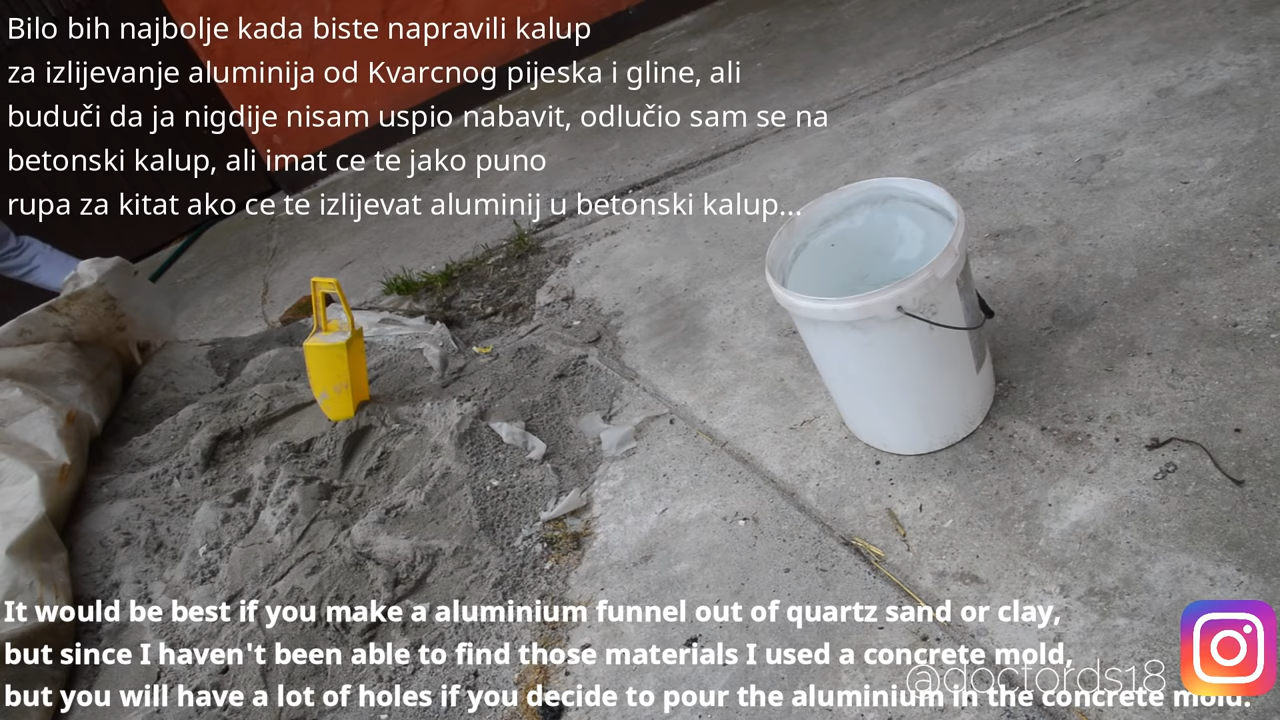 Bilo bih najbolje kada biste napravili kalup
za izlijevanje aluminija od Kvarcnog pijeska i gline, ali
buduči da ja nigdije nisam uspio nabavit, odlučio sam se na
betonski kalup, ali imat ce te jako puno
rupa za kitat ako ce te izlijevat aluminij u betonski kalup...
It would be best if you make a aluminium funnel out of quartz sand or clay,
but since I haven't been able to find those materials I used a concrete mold,
but you will have a lot of holes if you decide to pour the aluminium in the concrete mold.
@doctords18